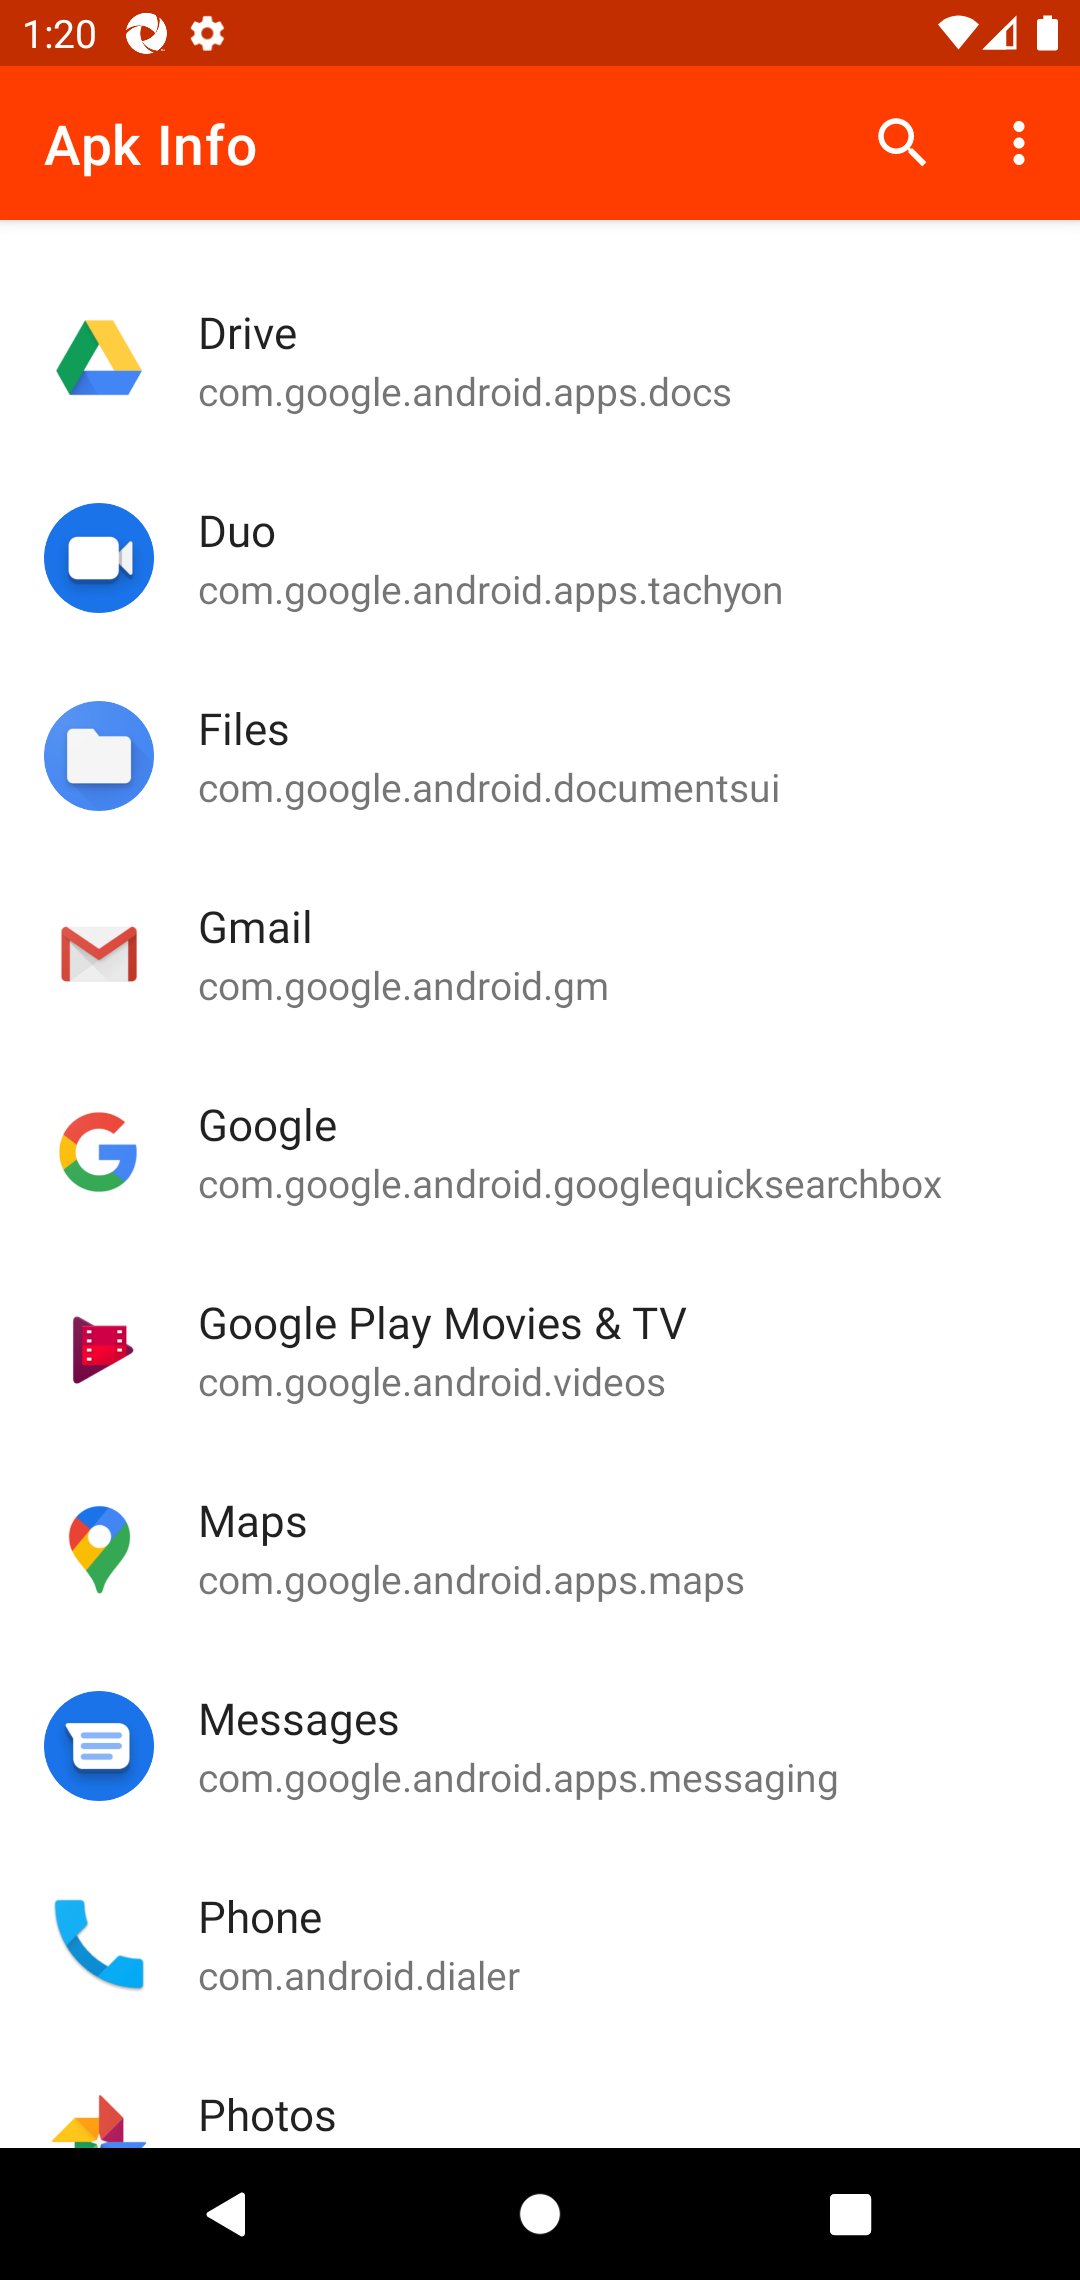 1:20
Apk Info
Drive
com.google.android.apps.docs
Duo
com.google.android.apps.tachyon
Files
com.google.android.documentsui
Gmail
com.google.android.gm
Google
com.google.android.googlequicksearchbox
Google Play Movies & TV
com.google.android.videos
Maps
com.google.android.apps.maps
Messages
com.google.android.apps.messaging
Phone
com.android.dialer
Photos